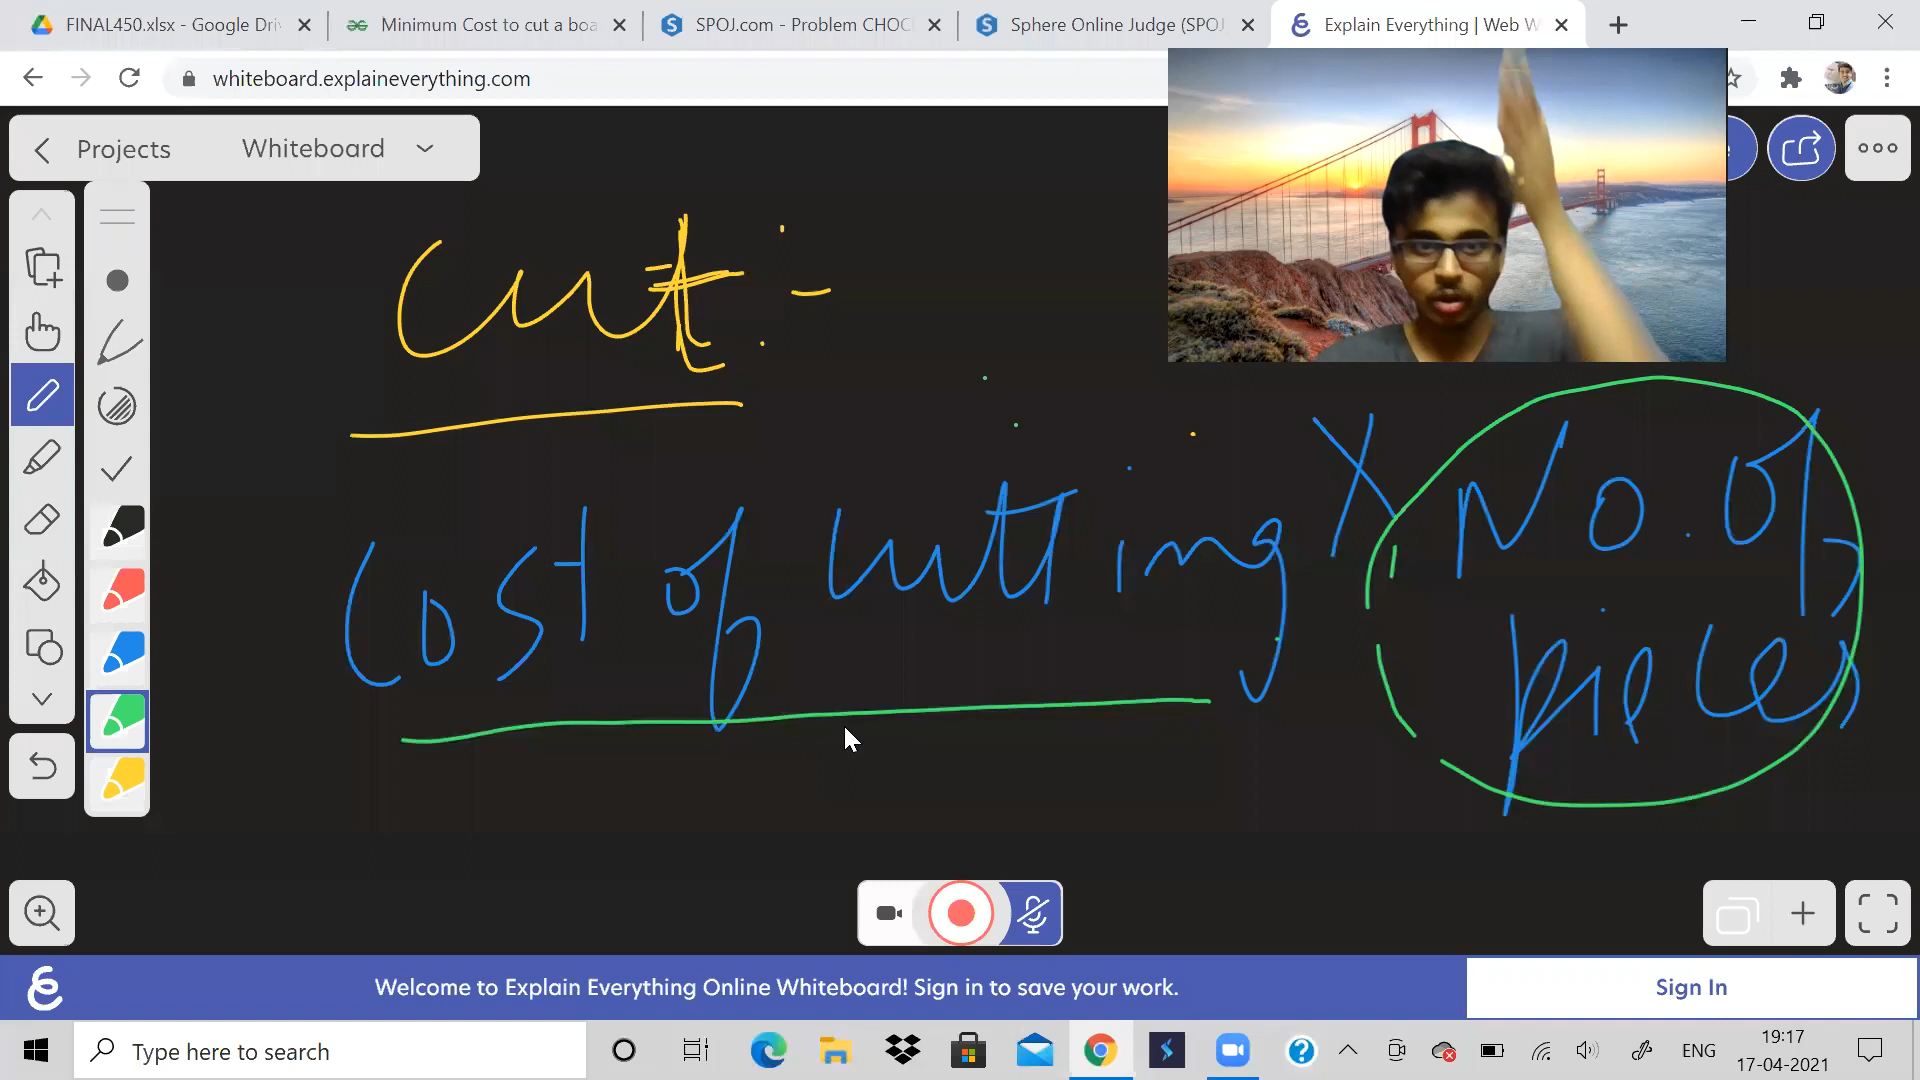 FINAL450.xlsx - Google Dri
Minimum Cost to cut a boa
SPOJ.com - Problem CHOC
Sphere Online Judge (SPOJ
Explain Everything | Web W
whiteboard.explaineverything.com
Projects
Whiteboard
cut :-
Cost of cutting X No. Of
pieces
Welcome to Explain Everything Online Whiteboard! Sign in to save your work.
Sign In
Type here to search
ENG
19:17
17-04-2021